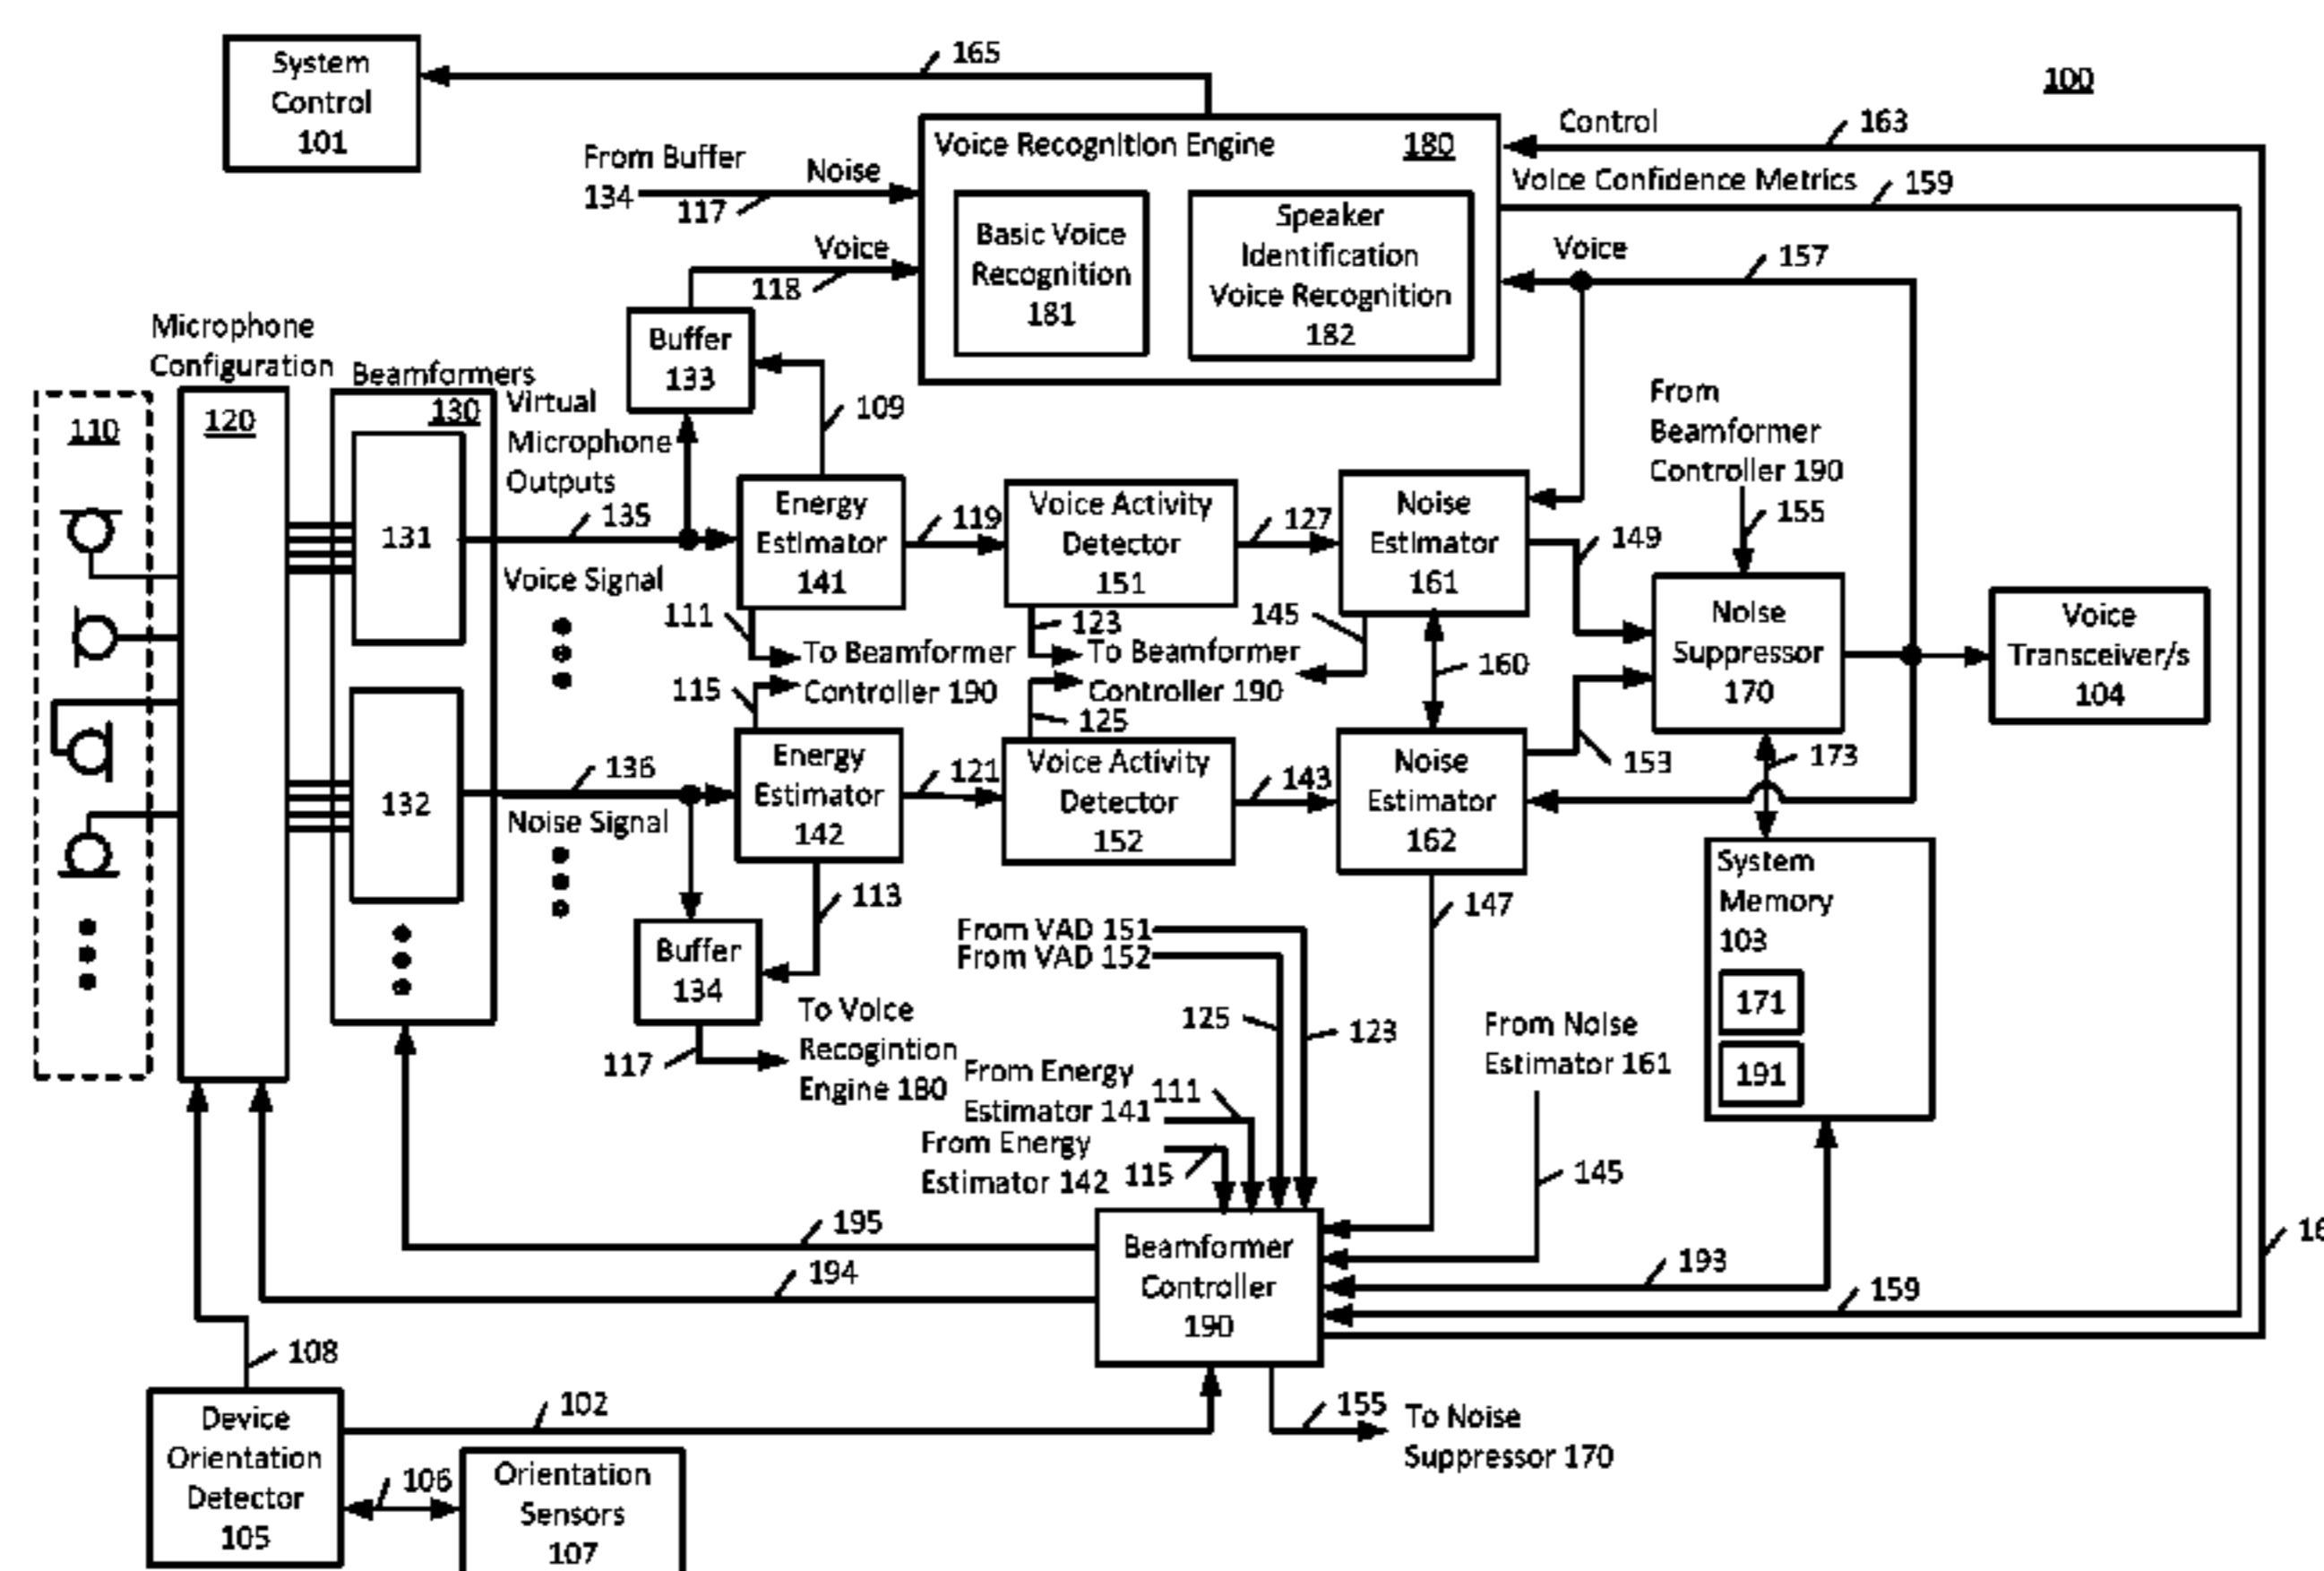 System
Control
101
165
100
Voice Recognition Engine 180
Control
163
From Buffer
134
Noise
117
Voice Confidence Metrics
159
Basic Voice
Recognition
181
Speaker
Identification
Voice Recognition
182
Voice
118
Voice
157
Microphone
Configuration
Buffer
133
109
Beamformers
130
110
120
Virtual
Microphone
Outputs
From
Beamformer
Controller 190
155
131
135
Voice Signal
Energy
Estimator
141
119
Voice Activity
Detector
151
127
Noise
Estimator
161
149
111
To Beamformer
Controller 190
115
123
To Beamformer
Controller 190
125
145
160
Noise
Suppressor
170
Voice
Transceiver/s
104
132
136
Noise Signal
Energy
Estimator
142
121
Voice Activity
Detector
152
143
Noise
Estimator
162
153
173
113
147
Buffer
134
117
To Voice
Recogintion
Engine 180
From VAD 151
From VAD 152
125
123
System
Memory
103
171
191
From Noise
Estimator 161
145
From Energy
Estimator 141
111
From Energy
Estimator 142
115
195
194
Beamformer
Controller
190
193
159
16
108
Device
Orientation
Detector
105
102
106
Orientation
Sensors
107
155
To Noise
Suppressor 170